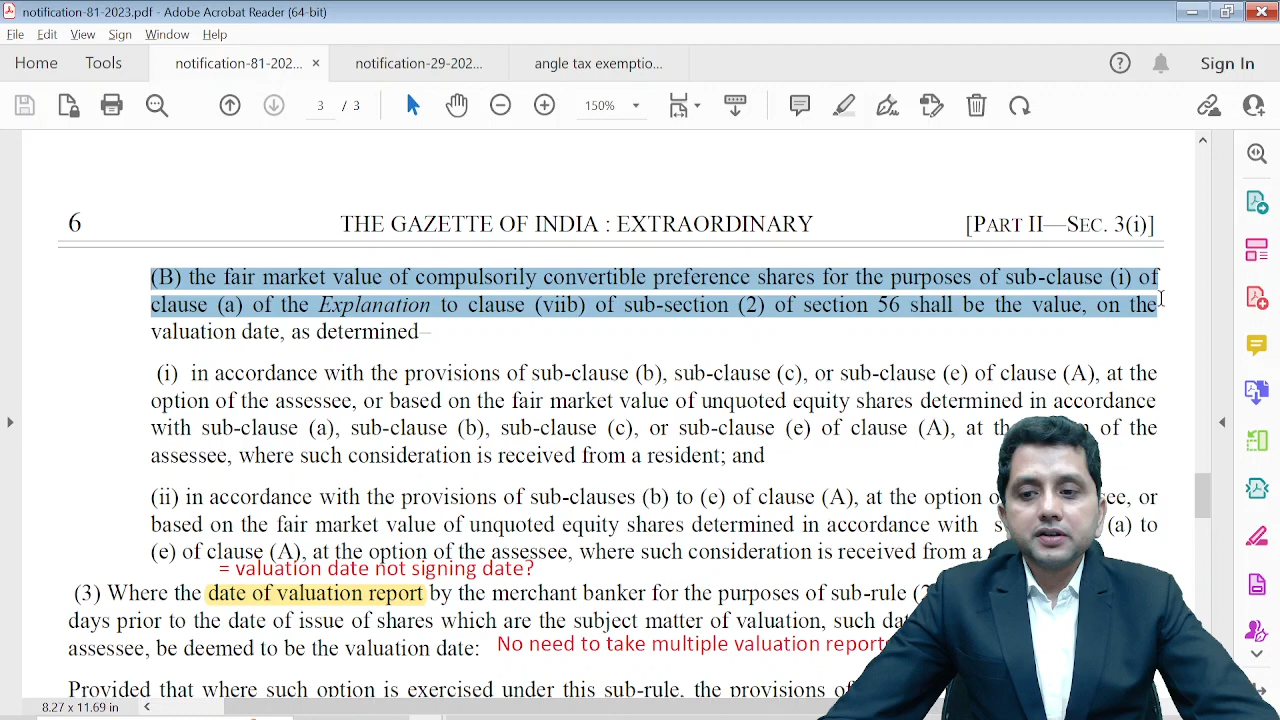 notification-81-2023.pdf - Adobe Acrobat Reader (64-bit)
File Edit View Sign Window Help
Home Tools notification-81-202... × notification-29-202... angle tax exemptio... Sign In
3 / 3 150%
6 THE GAZETTE OF INDIA : EXTRAORDINARY [PART II—SEC. 3(i)]
(B) the fair market value of compulsorily convertible preference shares for the purposes of sub-clause (i) of
clause (a) of the Explanation to clause (viib) of sub-section (2) of section 56 shall be the value, on the
valuation date, as determined–
(i) in accordance with the provisions of sub-clause (b), sub-clause (c), or sub-clause (e) of clause (A), at the
option of the assessee, or based on the fair market value of unquoted equity shares determined in accordance
with sub-clause (a), sub-clause (b), sub-clause (c), or sub-clause (e) of clause (A), at of the
assessee, where such consideration is received from a resident; and
(ii) in accordance with the provisions of sub-clauses (b) to (e) of clause (A), at the option or
based on the fair market value of unquoted equity shares determined in accordance with (a) to
(e) of clause (A), at the option of the assessee, where such consideration is received from a
= valuation date not signing date?
(3) Where the date of valuation report by the merchant banker for the purposes of sub-rule
days prior to the date of issue of shares which are the subject matter of valuation, such
assessee, be deemed to be the valuation date:
No need to take multiple valuation
Provided that where such option is exercised under this sub-rule, the provisions
8.27 x 11.69 in